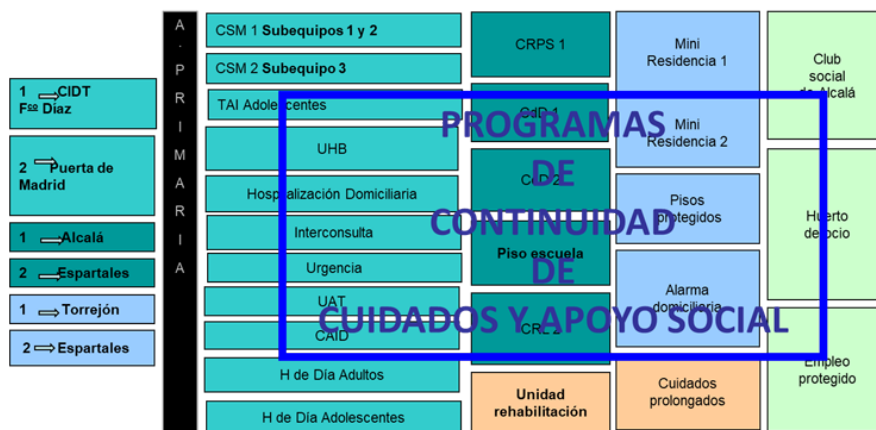 1 CIDT
Fco Díaz
2 Puerta de
Madrid
1 Alcalá
2 Espartales
1 Torrejón
2 Espartales
A. PRIMARIA
CSM 1 Subequipos 1 y 2
CSM 2 Subequipo 3
TAI Adolescentes
UHB
Hospitalización Domiciliaria
Interconsulta
Urgencia
UAT
CAID
H de Día Adultos
H de Día Adolescentes
CRPS 1
CdD 1
CdD 2
Piso escuela
CRL 2
Unidad
rehabilitación
Mini
Residencia 1
Mini
Residencia 2
Pisos
protegidos
Alarma
domiciliaria
Cuidados
prolongados
Club
social
de Alcalá
Huerto
de ocio
Empleo
protegido
PROGRAMAS
DE
CONTINUIDAD
DE
CUIDADOS Y APOYO SOCIAL